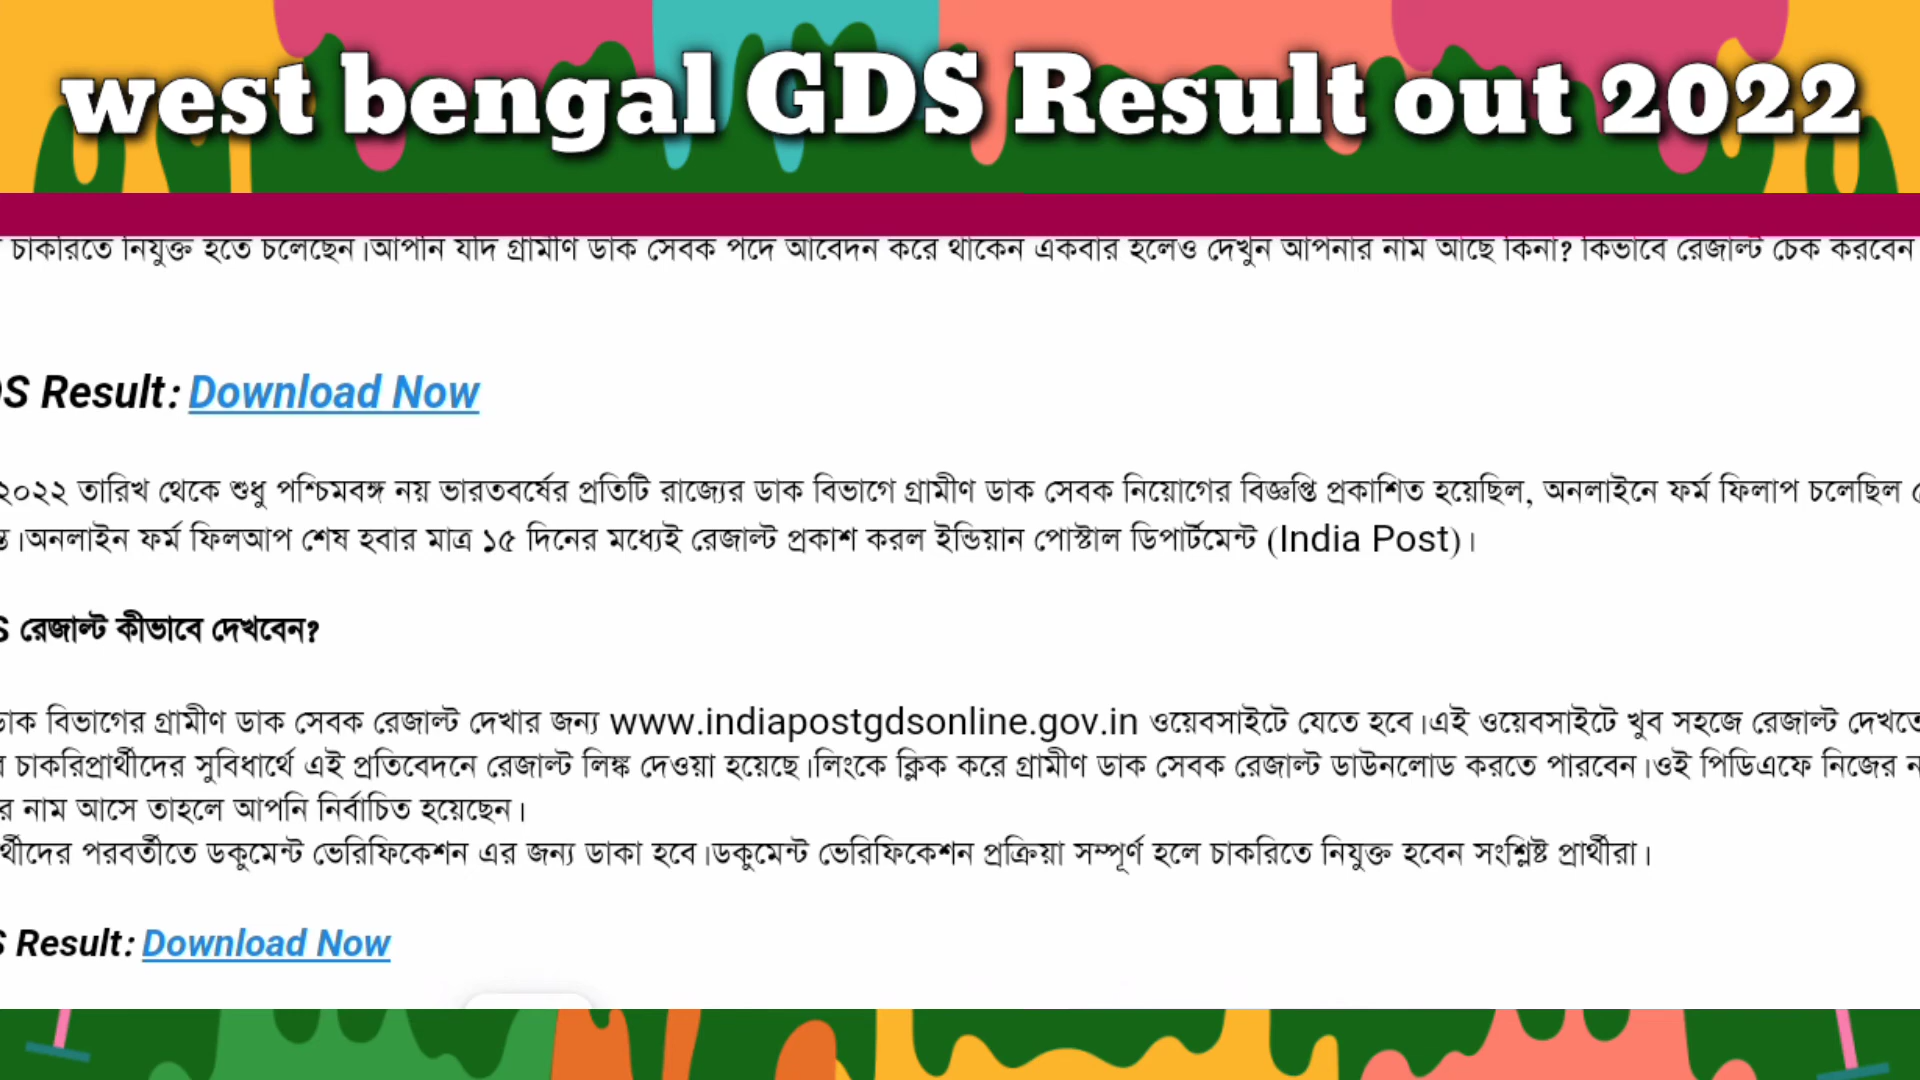 west bengal GDS Result out 2022
চাকরিতে নিযুক্ত হতে চলেছেন।আপনি যদি গ্রামীণ ডাক সেবক পদে আবেদন করে থাকেন একবার হলেও দেখুন আপনার নাম আছে কিনা? কিভাবে রেজাল্ট চেক করবেন
S Result: Download Now
২০২২ তারিখ থেকে শুধু পশ্চিমবঙ্গ নয় ভারতবর্ষের প্রতিটি রাজ্যের ডাক বিভাগে গ্রামীণ ডাক সেবক নিয়োগের বিজ্ঞপ্তি প্রকাশিত হয়েছিল, অনলাইনে ফর্ম ফিলাপ চলেছিল
।অনলাইন ফর্ম ফিলআপ শেষ হবার মাত্র ১৫ দিনের মধ্যেই রেজাল্ট প্রকাশ করল ইন্ডিয়ান পোস্টাল ডিপার্টমেন্ট (India Post)।
S রেজাল্ট কীভাবে দেখবেন?
ডাক বিভাগের গ্রামীণ ডাক সেবক রেজাল্ট দেখার জন্য www.indiapostgdsonline.gov.in ওয়েবসাইটে যেতে হবে।এই ওয়েবসাইটে খুব সহজে রেজাল্ট দেখতে
চাকরিপ্রার্থীদের সুবিধার্থে এই প্রতিবেদনে রেজাল্ট লিঙ্ক দেওয়া হয়েছে।লিংকে ক্লিক করে গ্রামীণ ডাক সেবক রেজাল্ট ডাউনলোড করতে পারবেন।ওই পিডিএফে নিজের
র নাম আসে তাহলে আপনি নির্বাচিত হয়েছেন।
র্থীদের পরবর্তীতে ডকুমেন্ট ভেরিফিকেশন এর জন্য ডাকা হবে।ডকুমেন্ট ভেরিফিকেশন প্রক্রিয়া সম্পূর্ণ হলে চাকরিতে নিযুক্ত হবেন সংশ্লিষ্ট প্রার্থীরা।
S Result: Download Now